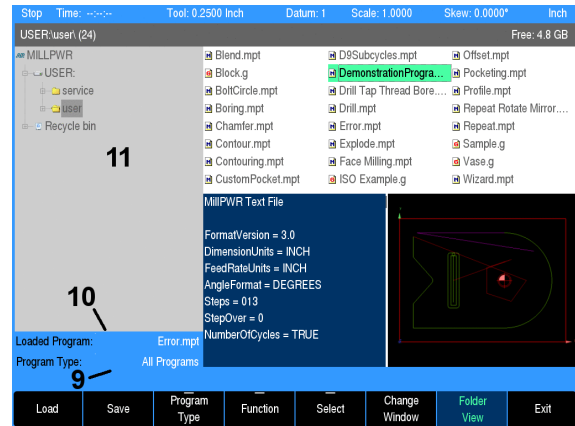 Stop Time: --:--:-- Tool: 0.2500 Inch Datum: 1 Scale: 1.0000 Skew: 0.0000° Inch
USER:\user\ (24) Free: 4.8 GB
MILLPWR
USER:
service
user
Recycle bin
11
Blend.mpt
Block.g
BoltCircle.mpt
Boring.mpt
Chamfer.mpt
Contour.mpt
Contouring.mpt
CustomPocket.mpt
D9Subcycles.mpt
DemonstrationProgra...
Drill Tap Thread Bore....
Drill.mpt
Error.mpt
Explode.mpt
Face Milling.mpt
ISO Example.g
Offset.mpt
Pocketing.mpt
Profile.mpt
Repeat Rotate Mirror....
Repeat.mpt
Sample.g
Vase.g
Wizard.mpt
MillPWR Text File
FormatVersion = 3.0
DimensionUnits = INCH
FeedRateUnits = INCH
AngleFormat = DEGREES
Steps = 013
StepOver = 0
NumberOfCycles = TRUE
10
Loaded Program: Error.mpt
Program Type: All Programs
9
Load Save Program Type Function Select Change Window Folder View Exit